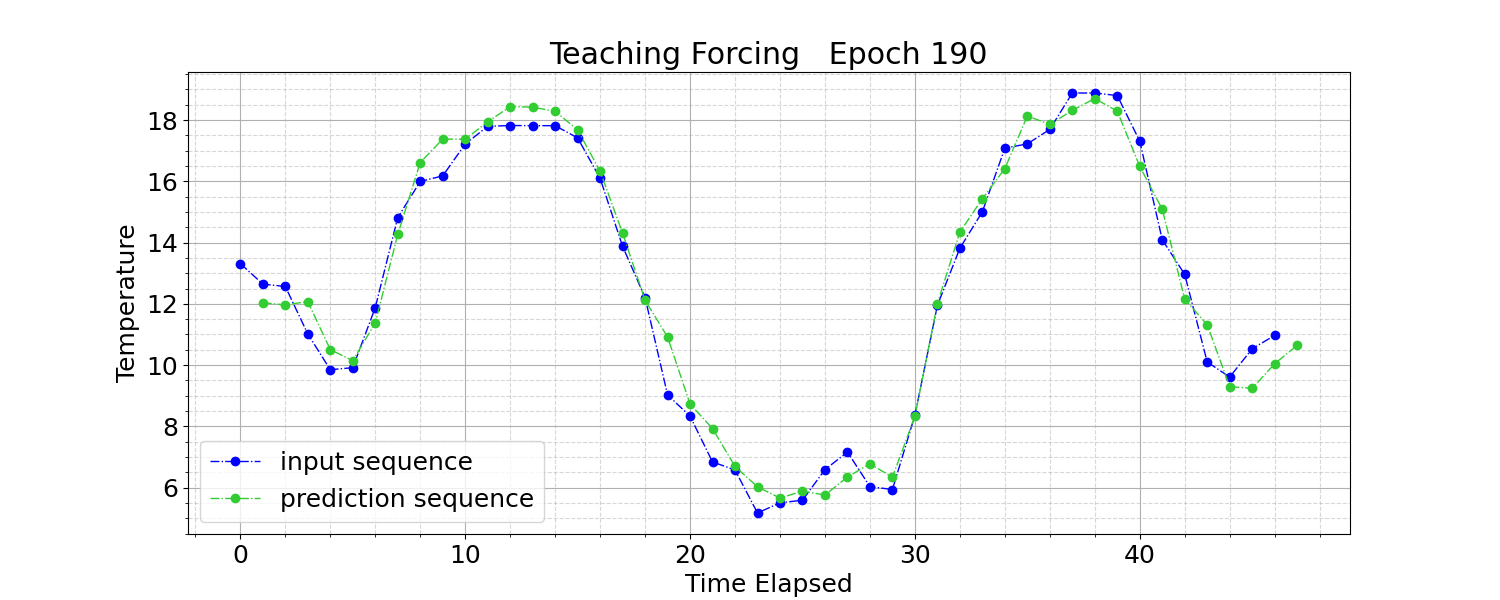 Teaching Forcing   Epoch 190
Temperature
18
16
14
12
10
8
6
input sequence
prediction sequence
0 10 20 30 40
Time Elapsed